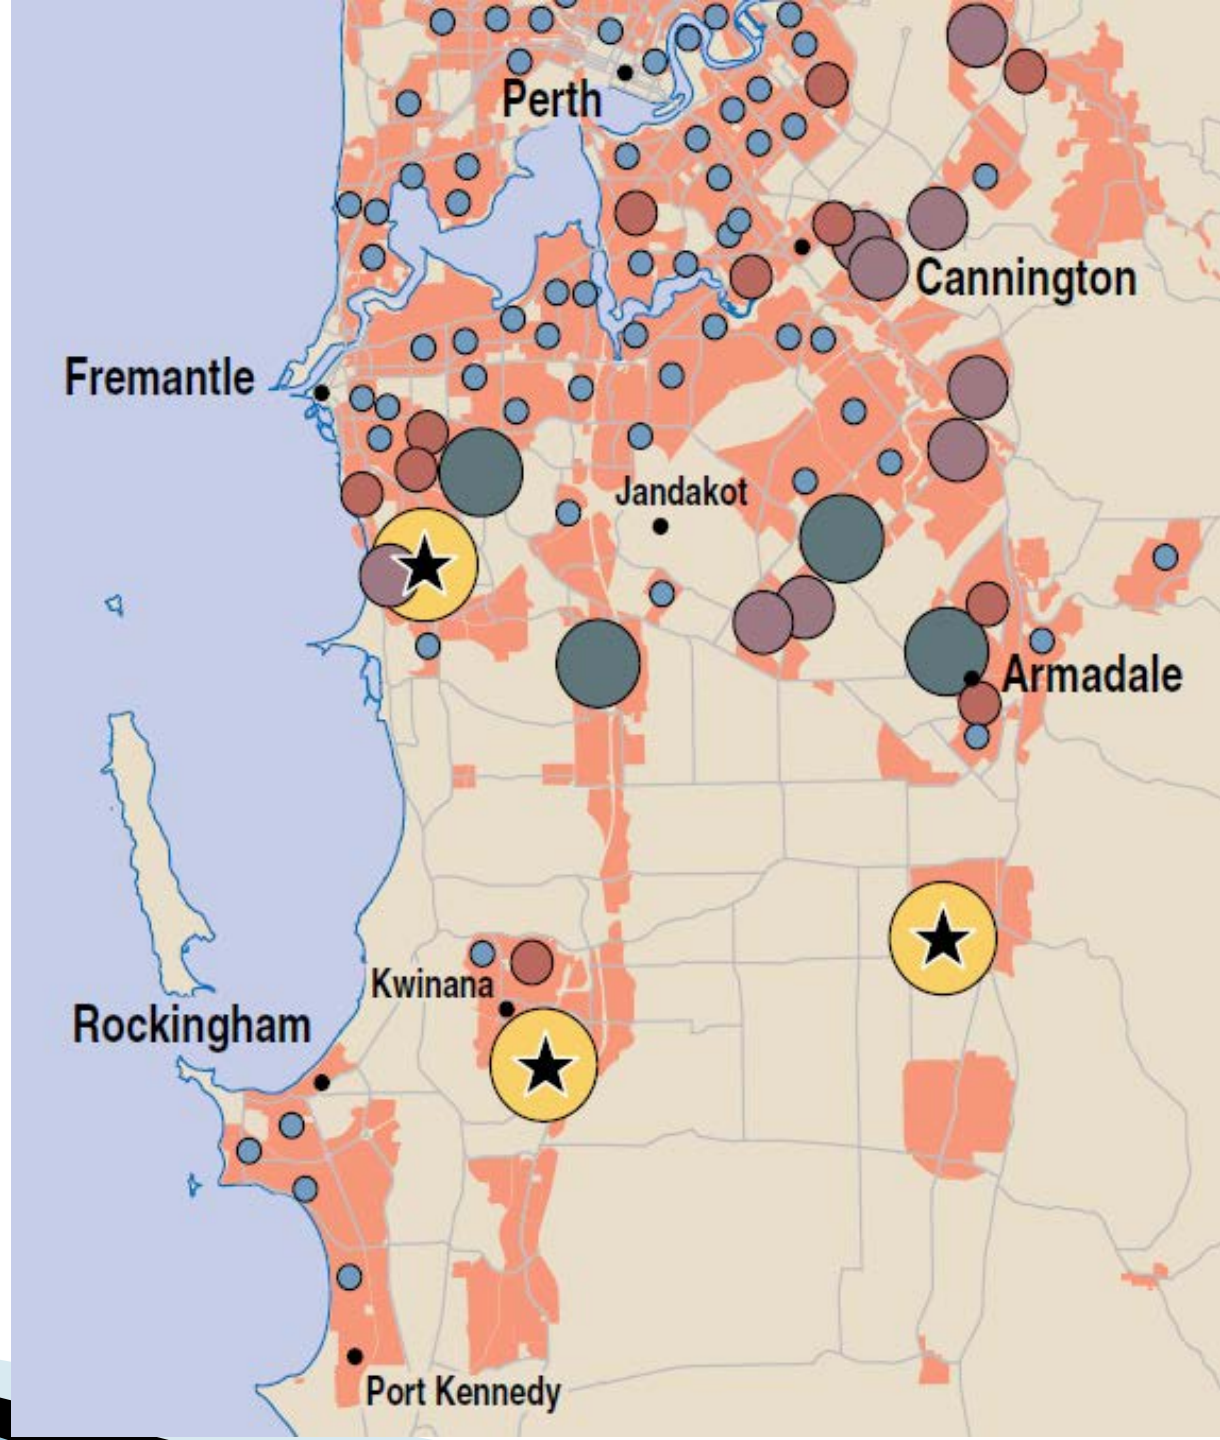 Perth
Cannington
Fremantle
Jandakot
Armadale
Kwinana
Rockingham
Port Kennedy